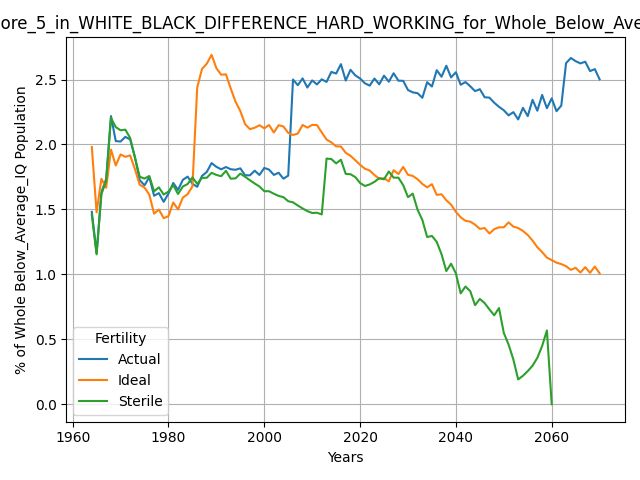 ore_5_in_WHITE_BLACK_DIFFERENCE_HARD_WORKING_for_Whole_Below_Ave
% of Whole Below_Average_IQ Population
2.5
2.0
1.5
1.0
0.5
0.0
Fertility
Actual
Ideal
Sterile
1960
1980
2000
2020
2040
2060
Years